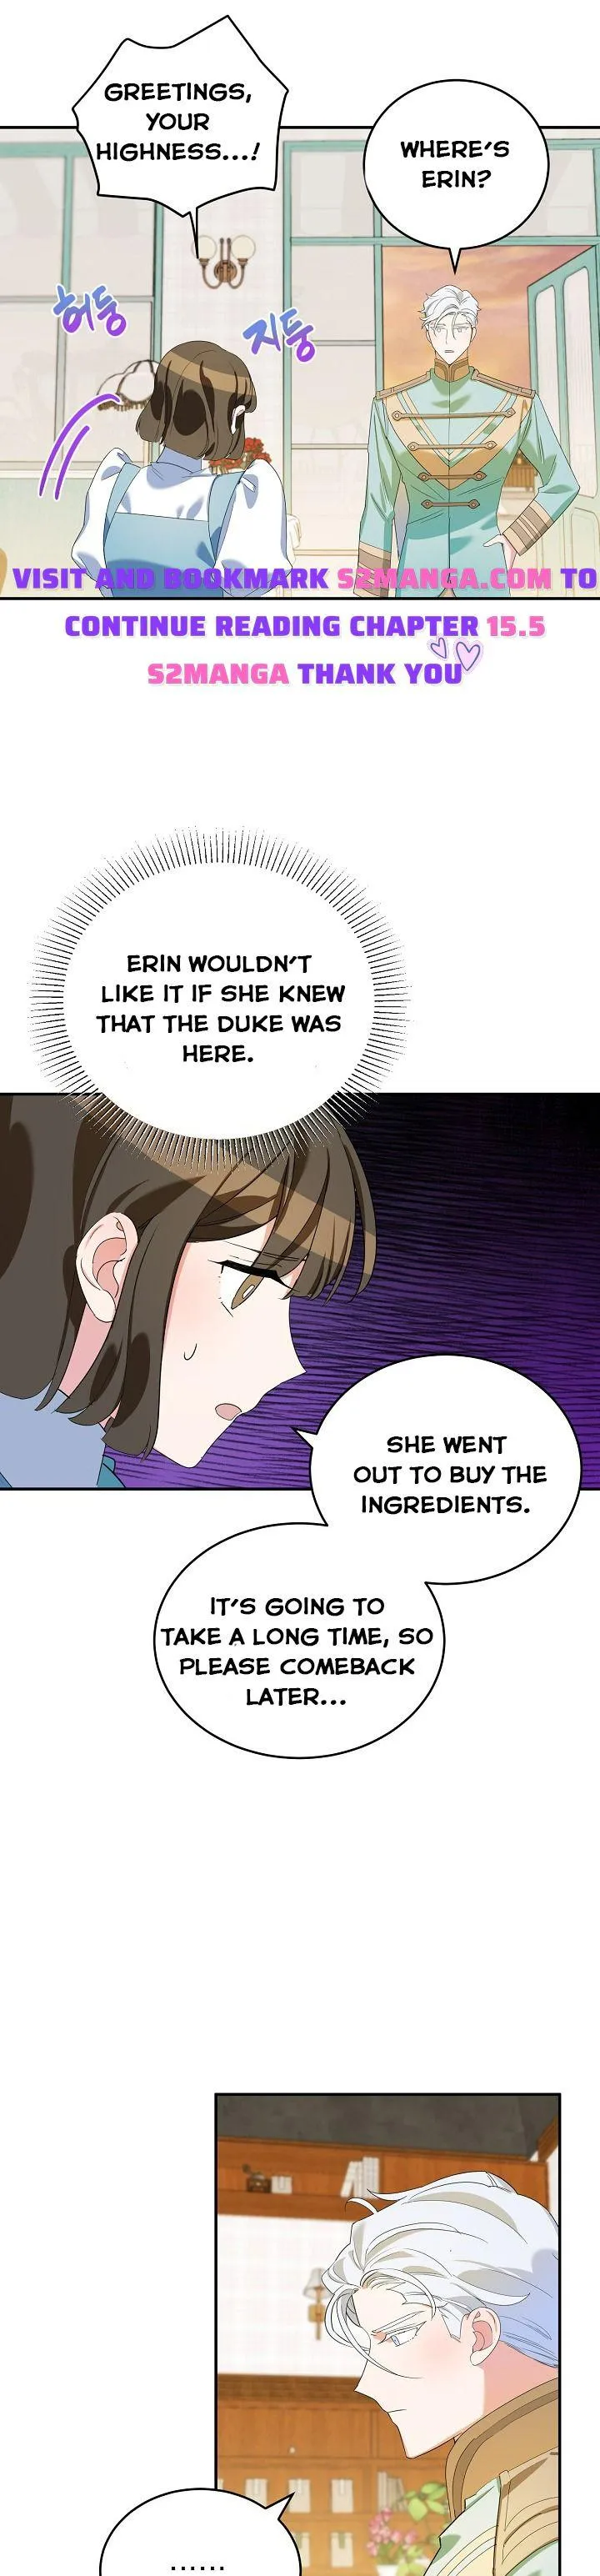 GREETINGS,
YOUR
HIGHNESS...!
WHERE'S
ERIN?
허둥
지둥
VISIT AND BOOKMARK S2MANGA.COM TO
CONTINUE READING CHAPTER 15.5
S2MANGA THANK YOU
ERIN WOULDN'T
LIKE IT IF SHE KNEW
THAT THE DUKE WAS
HERE.
SHE WENT
OUT TO BUY THE
INGREDIENTS.
IT'S GOING TO
TAKE A LONG TIME, SO
PLEASE COMEBACK
LATER...
......